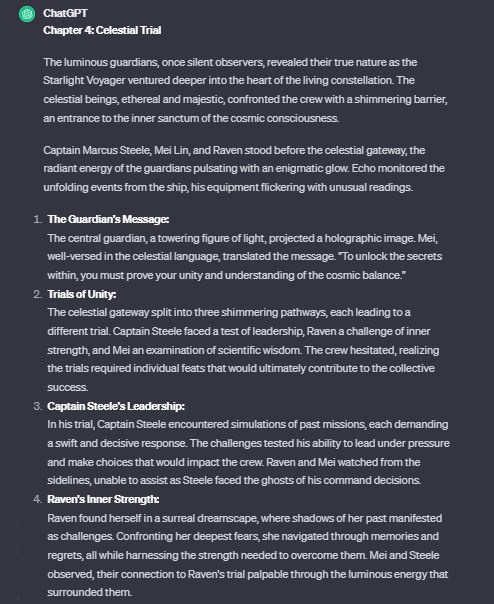 ChatGPT
Chapter 4: Celestial Trial
The luminous guardians, once silent observers, revealed their true nature as the
Starlight Voyager ventured deeper into the heart of the living constellation. The
celestial beings, ethereal and majestic, confronted the crew with a shimmering barrier,
an entrance to the inner sanctum of the cosmic consciousness.
Captain Marcus Steele, Mei Lin, and Raven stood before the celestial gateway, the
radiant energy of the guardians pulsating with an enigmatic glow. Echo monitored the
unfolding events from the ship, his equipment flickering with unusual readings.
1. The Guardian's Message:
The central guardian, a towering figure of light, projected a holographic image. Mei,
well-versed in the celestial language, translated the message. "To unlock the secrets
within, you must prove your unity and understanding of the cosmic balance."
2. Trials of Unity:
The celestial gateway split into three shimmering pathways, each leading to a
different trial. Captain Steele faced a test of leadership, Raven a challenge of inner
strength, and Mei an examination of scientific wisdom. The crew hesitated, realizing
the trials required individual feats that would ultimately contribute to the collective
success.
3. Captain Steele's Leadership:
In his trial, Captain Steele encountered simulations of past missions, each demanding
a swift and decisive response. The challenges tested his ability to lead under pressure
and make choices that would impact the crew. Raven and Mei watched from the
sidelines, unable to assist as Steele faced the ghosts of his command decisions.
4. Raven's Inner Strength:
Raven found herself in a surreal dreamscape, where shadows of her past manifested
as challenges. Confronting her deepest fears, she navigated through memories and
regrets, all while harnessing the strength needed to overcome them. Mei and Steele
observed, their connection to Raven's trial palpable through the luminous energy that
surrounded them.